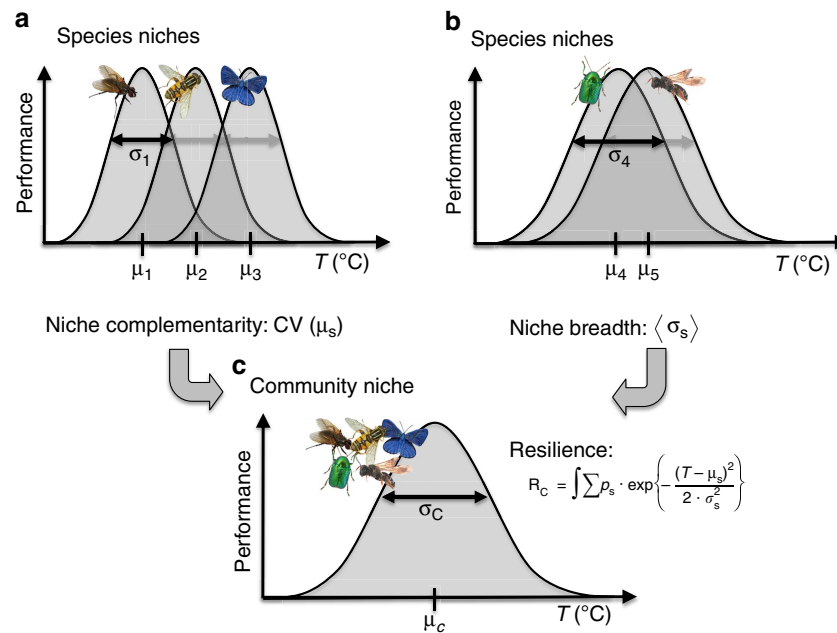 a
Species niches
Performance
σ1
μ1 μ2 μ3 T (°C)
b
Species niches
Performance
σ4
μ4 μ5 T (°C)
Niche complementarity: CV (μs)
Niche breadth: ⟨σs⟩
c
Community niche
Performance
σC
μc T (°C)
Resilience:
RC = ∫∑ps · exp{−(T − μs)² / 2 · σs²}